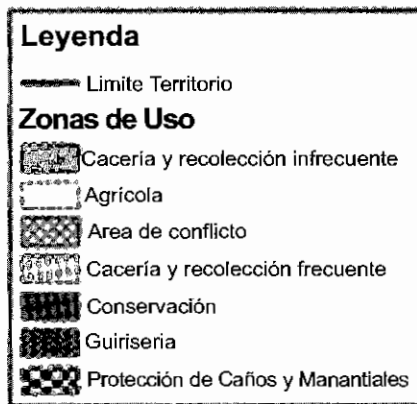 Leyenda
Limite Territorio
Zonas de Uso
Cacería y recolección infrecuente
Agrícola
Area de conflicto
Cacería y recolección frecuente
Conservación
Guiriseria
Protección de Caños y Manantiales